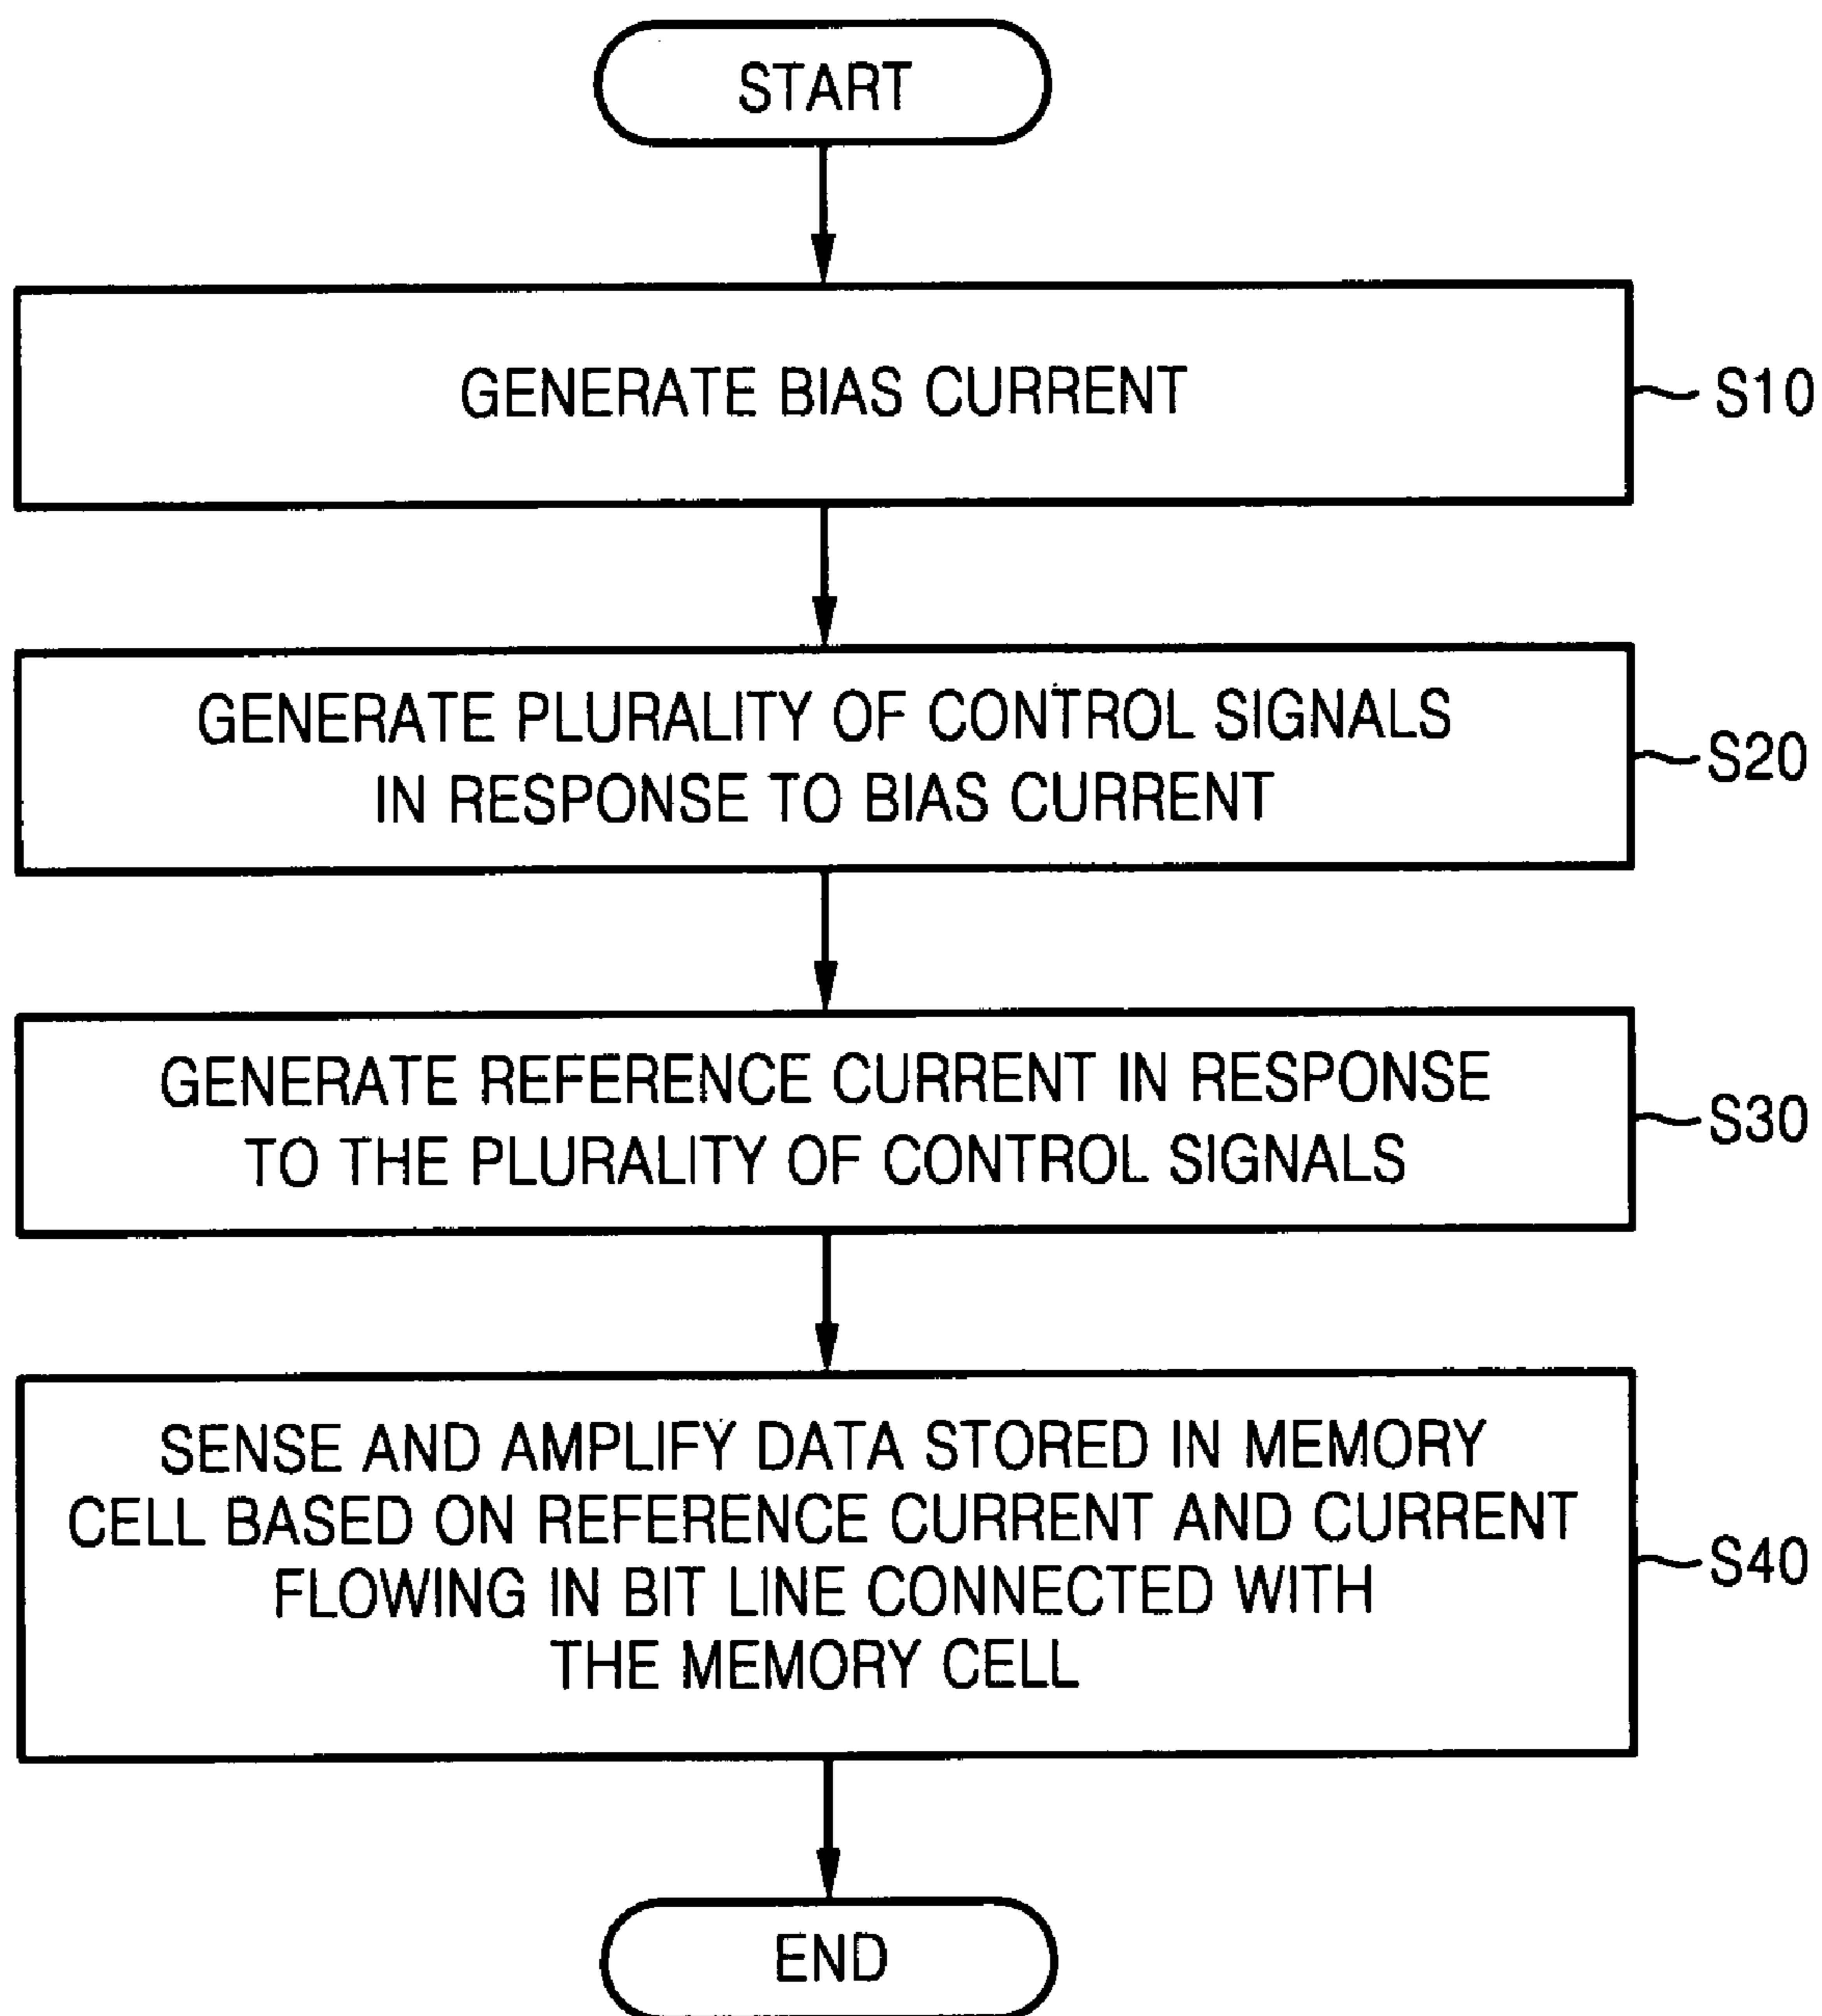 START
GENERATE BIAS CURRENT
S10
GENERATE PLURALITY OF CONTROL SIGNALS
IN RESPONSE TO BIAS CURRENT
S20
GENERATE REFERENCE CURRENT IN RESPONSE
TO THE PLURALITY OF CONTROL SIGNALS
S30
SENSE AND AMPLIFY DATA STORED IN MEMORY
CELL BASED ON REFERENCE CURRENT AND CURRENT
FLOWING IN BIT LINE CONNECTED WITH
THE MEMORY CELL
S40
END